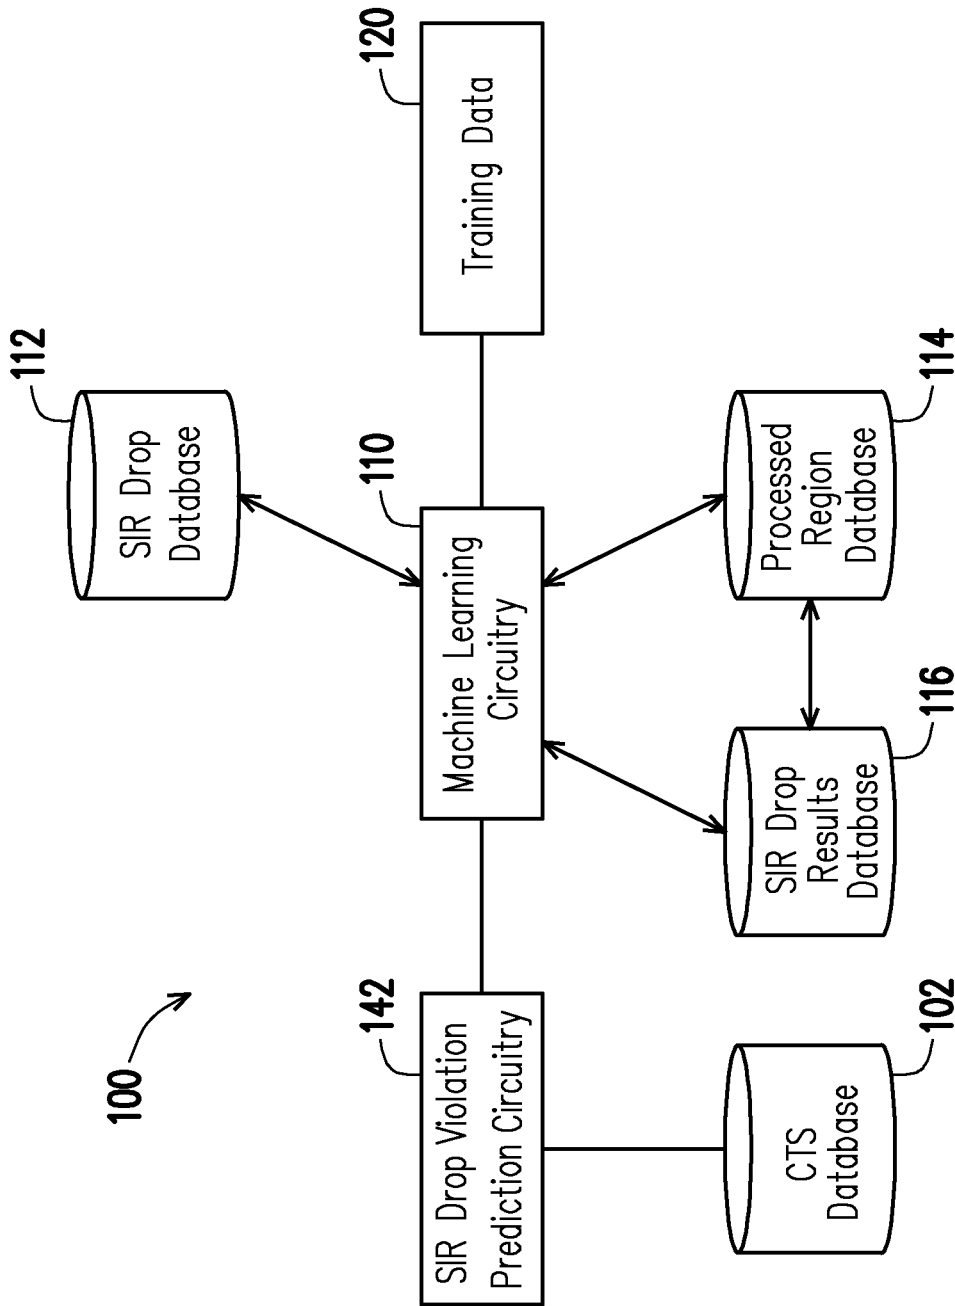 100
112
SIR Drop
Database
142
SIR Drop Violation
Prediction Circuitry
110
Machine Learning
Circuitry
120
Training Data
CTS
Database
102
SIR Drop
Results
Database
116
Processed
Region
Database
114